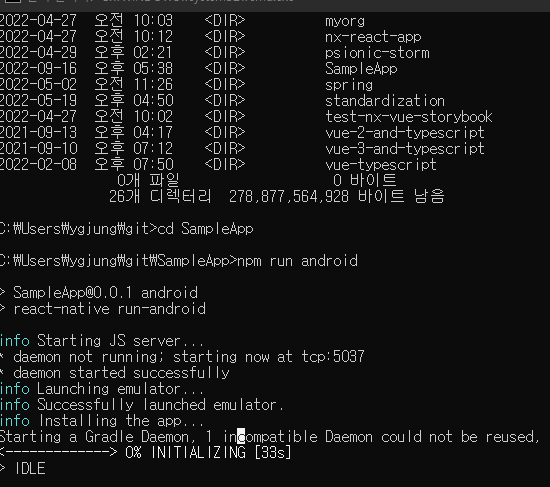 2022-04-27 오전 10:03 <DIR> myorg
2022-04-27 오전 10:12 <DIR> nx-react-app
2022-04-29 오후 02:21 <DIR> psionic-storm
2022-09-16 오후 05:38 <DIR> SampleApp
2022-05-02 오전 11:26 <DIR> spring
2022-05-19 오후 04:50 <DIR> standardization
2022-04-27 오전 10:02 <DIR> test-nx-vue-storybook
2021-09-13 오후 04:17 <DIR> vue-2-and-typescript
2021-09-10 오후 07:12 <DIR> vue-3-and-typescript
2022-02-08 오후 07:50 <DIR> vue-typescript
0개 파일 0 바이트
26개 디렉터리 278,877,564,928 바이트 남음
C:₩Users₩ygjung₩git>cd SampleApp
C:₩Users₩ygjung₩git₩SampleApp>npm run android
> SampleApp@0.0.1 android
> react-native run-android
info Starting JS server...
* daemon not running; starting now at tcp:5037
* daemon started successfully
info Launching emulator...
info Successfully launched emulator.
info Installing the app...
Starting a Gradle Daemon, 1 incompatible Daemon could not be reused,
<-------------> 0% INITIALIZING [33s]
> IDLE